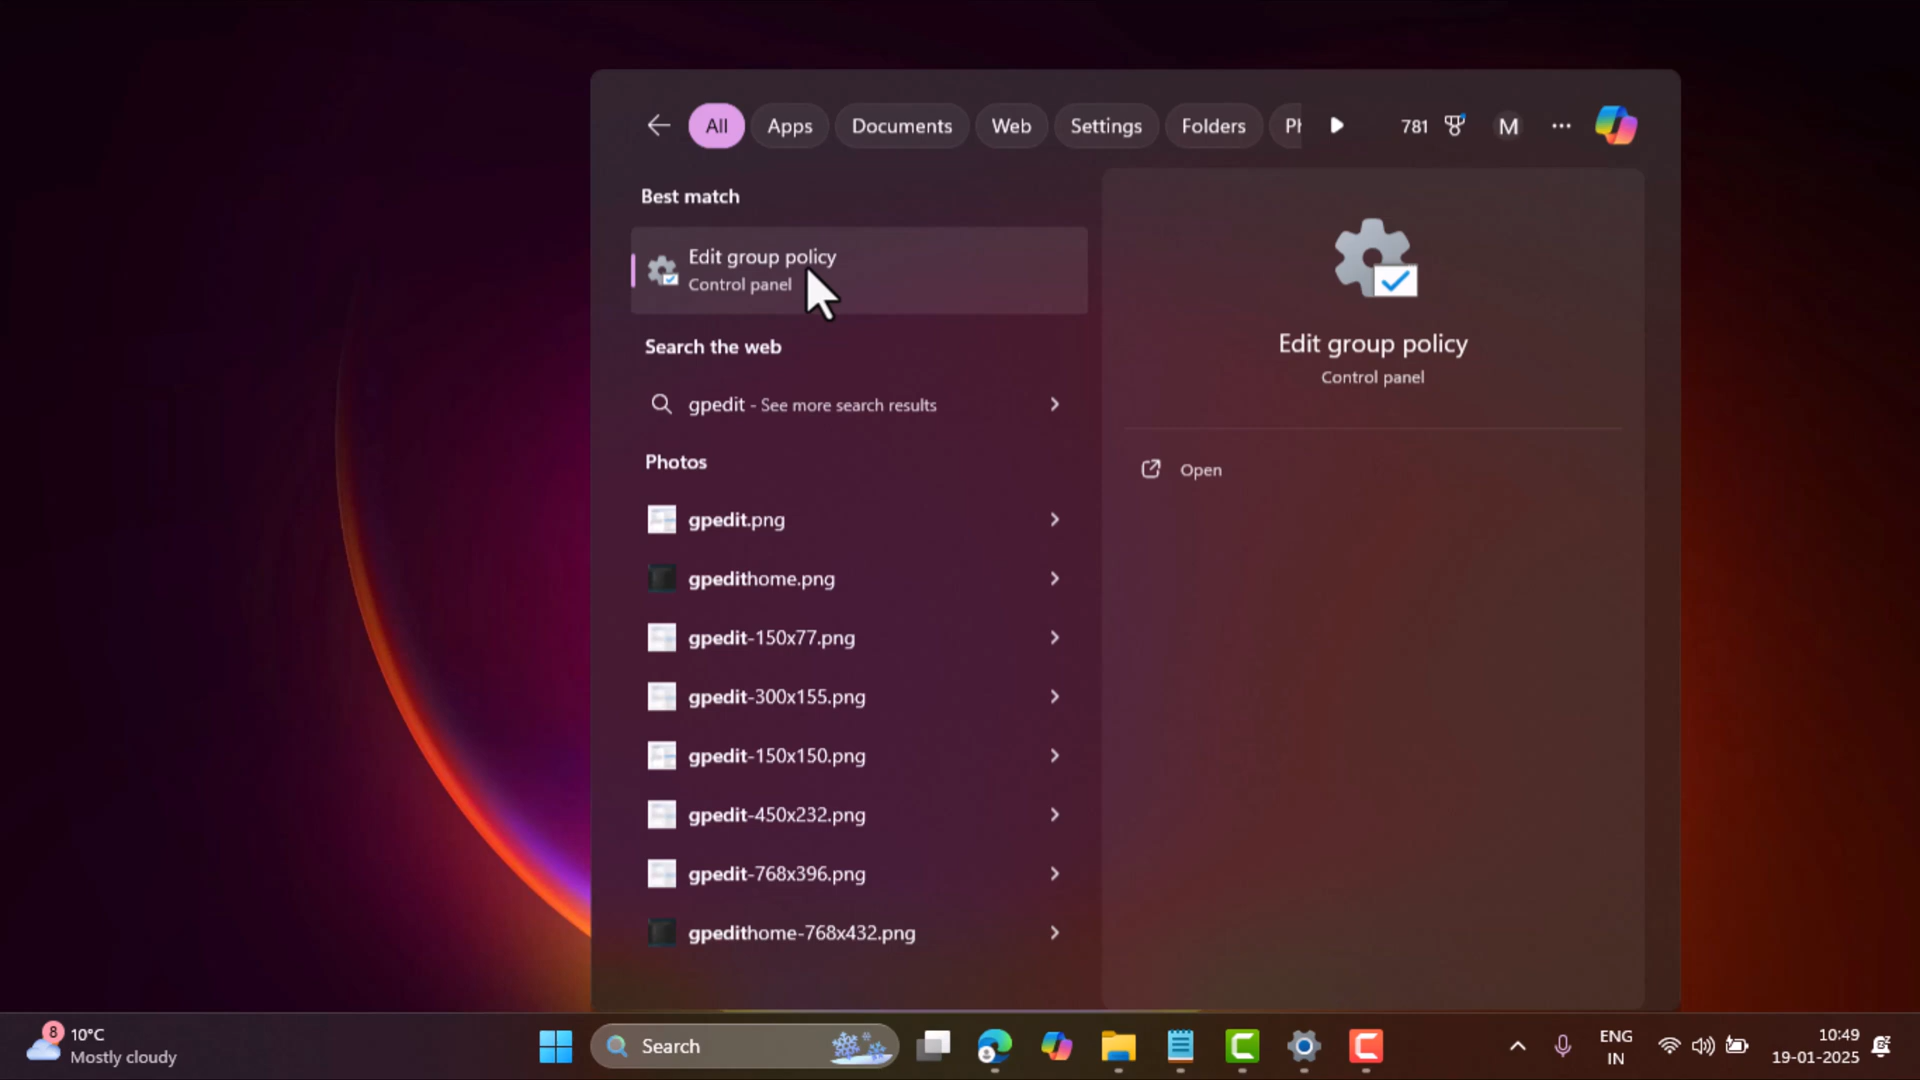 All
Apps
Documents
Web
Settings
Folders
781
M
Best match
Edit group policy
Control panel
Search the web
gpedit - See more search results
Photos
gpedit.png
gpedithome.png
gpedit-150x77.png
gpedit-300x155.png
gpedit-150x150.png
gpedit-450x232.png
gpedit-768x396.png
gpedithome-768x432.png
Edit group policy
Control panel
Open
8
10°C
Mostly cloudy
Search
ENG
IN
10:49
19-01-2025